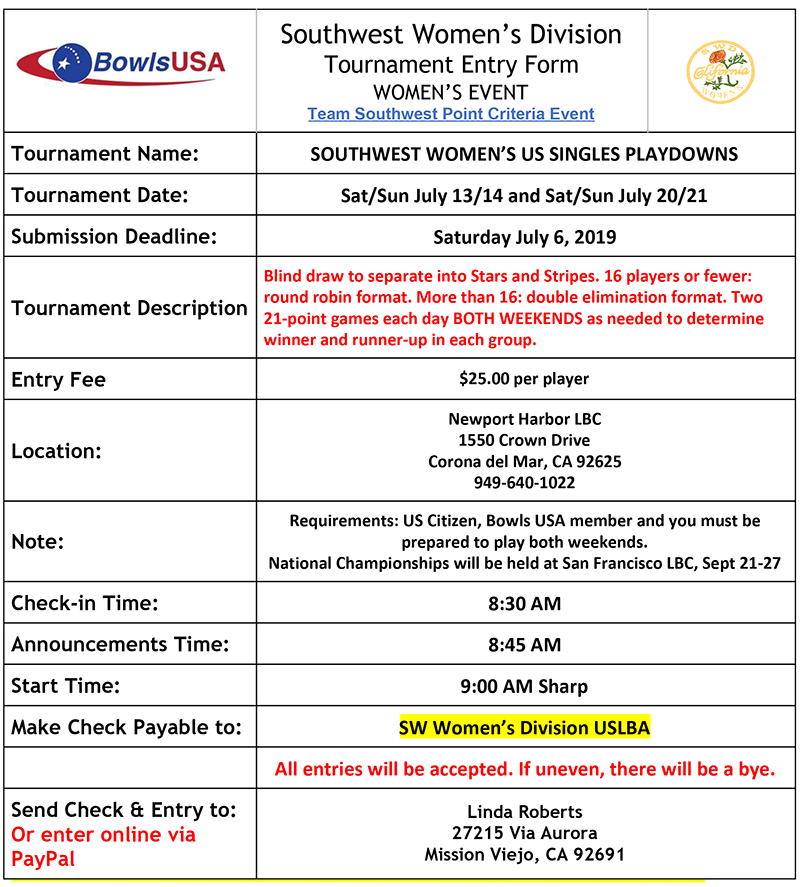 BowlsUSA
Southwest Women's Division
Tournament Entry Form
WOMEN'S EVENT
Team Southwest Point Criteria Event
SWD
California
WOMEN'S
Tournament Name:
SOUTHWEST WOMEN'S US SINGLES PLAYDOWNS
Tournament Date:
Sat/Sun July 13/14 and Sat/Sun July 20/21
Submission Deadline:
Saturday July 6, 2019
Tournament Description
Blind draw to separate into Stars and Stripes. 16 players or fewer:
round robin format. More than 16: double elimination format. Two
21-point games each day BOTH WEEKENDS as needed to determine
winner and runner-up in each group.
Entry Fee
$25.00 per player
Location:
Newport Harbor LBC
1550 Crown Drive
Corona del Mar, CA 92625
949-640-1022
Note:
Requirements: US Citizen, Bowls USA member and you must be
prepared to play both weekends.
National Championships will be held at San Francisco LBC, Sept 21-27
Check-in Time:
8:30 AM
Announcements Time:
8:45 AM
Start Time:
9:00 AM Sharp
Make Check Payable to:
SW Women's Division USLBA
All entries will be accepted. If uneven, there will be a bye.
Send Check & Entry to:
Or enter online via
PayPal
Linda Roberts
27215 Via Aurora
Mission Viejo, CA 92691